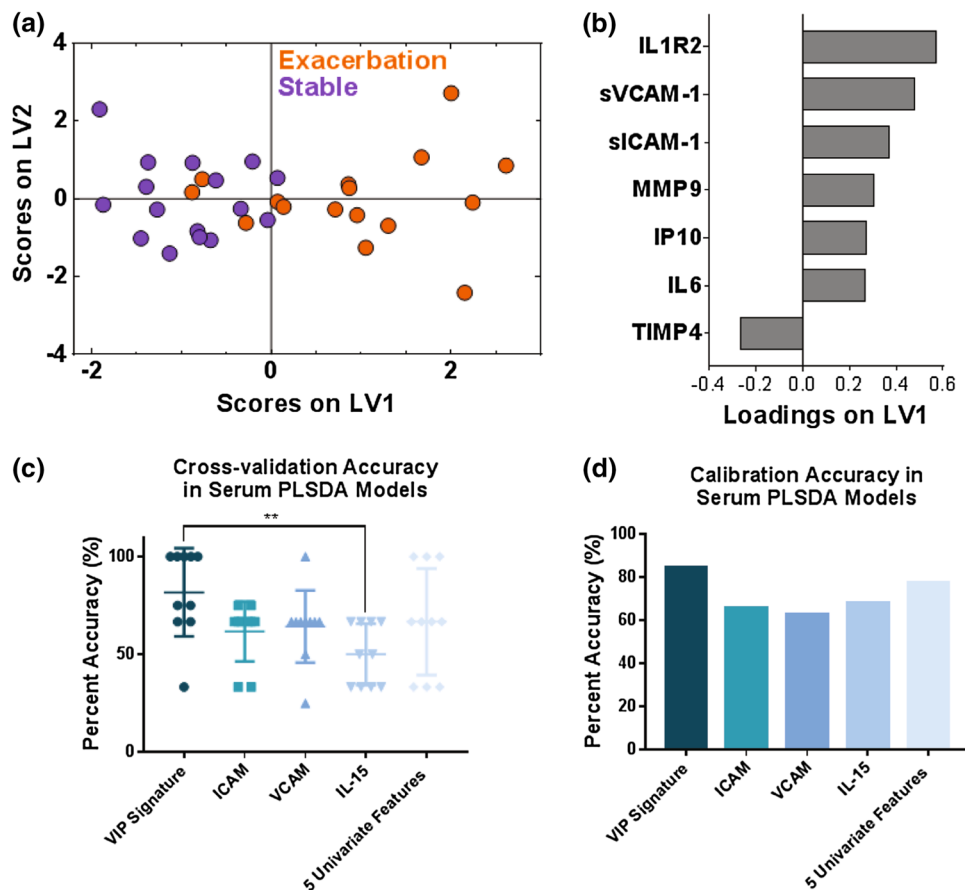 (a)
4
2
0
-2
-4
Scores on LV2
Exacerbation
Stable
-2
0
2
Scores on LV1
(b)
IL1R2
sVCAM-1
sICAM-1
MMP9
IP10
IL6
TIMP4
-0.4 -0.2 0.0 0.2 0.4 0.6
Loadings on LV1
(c)
Cross-validation Accuracy
in Serum PLSDA Models
**
100
50
0
Percent Accuracy (%)
VIP Signature
ICAM
VCAM
IL-15
5 Univariate Features
(d)
Calibration Accuracy in
Serum PLSDA Models
100
80
60
40
20
0
Percent Accuracy (%)
VIP Signature
ICAM
VCAM
IL-15
5 Univariate Features